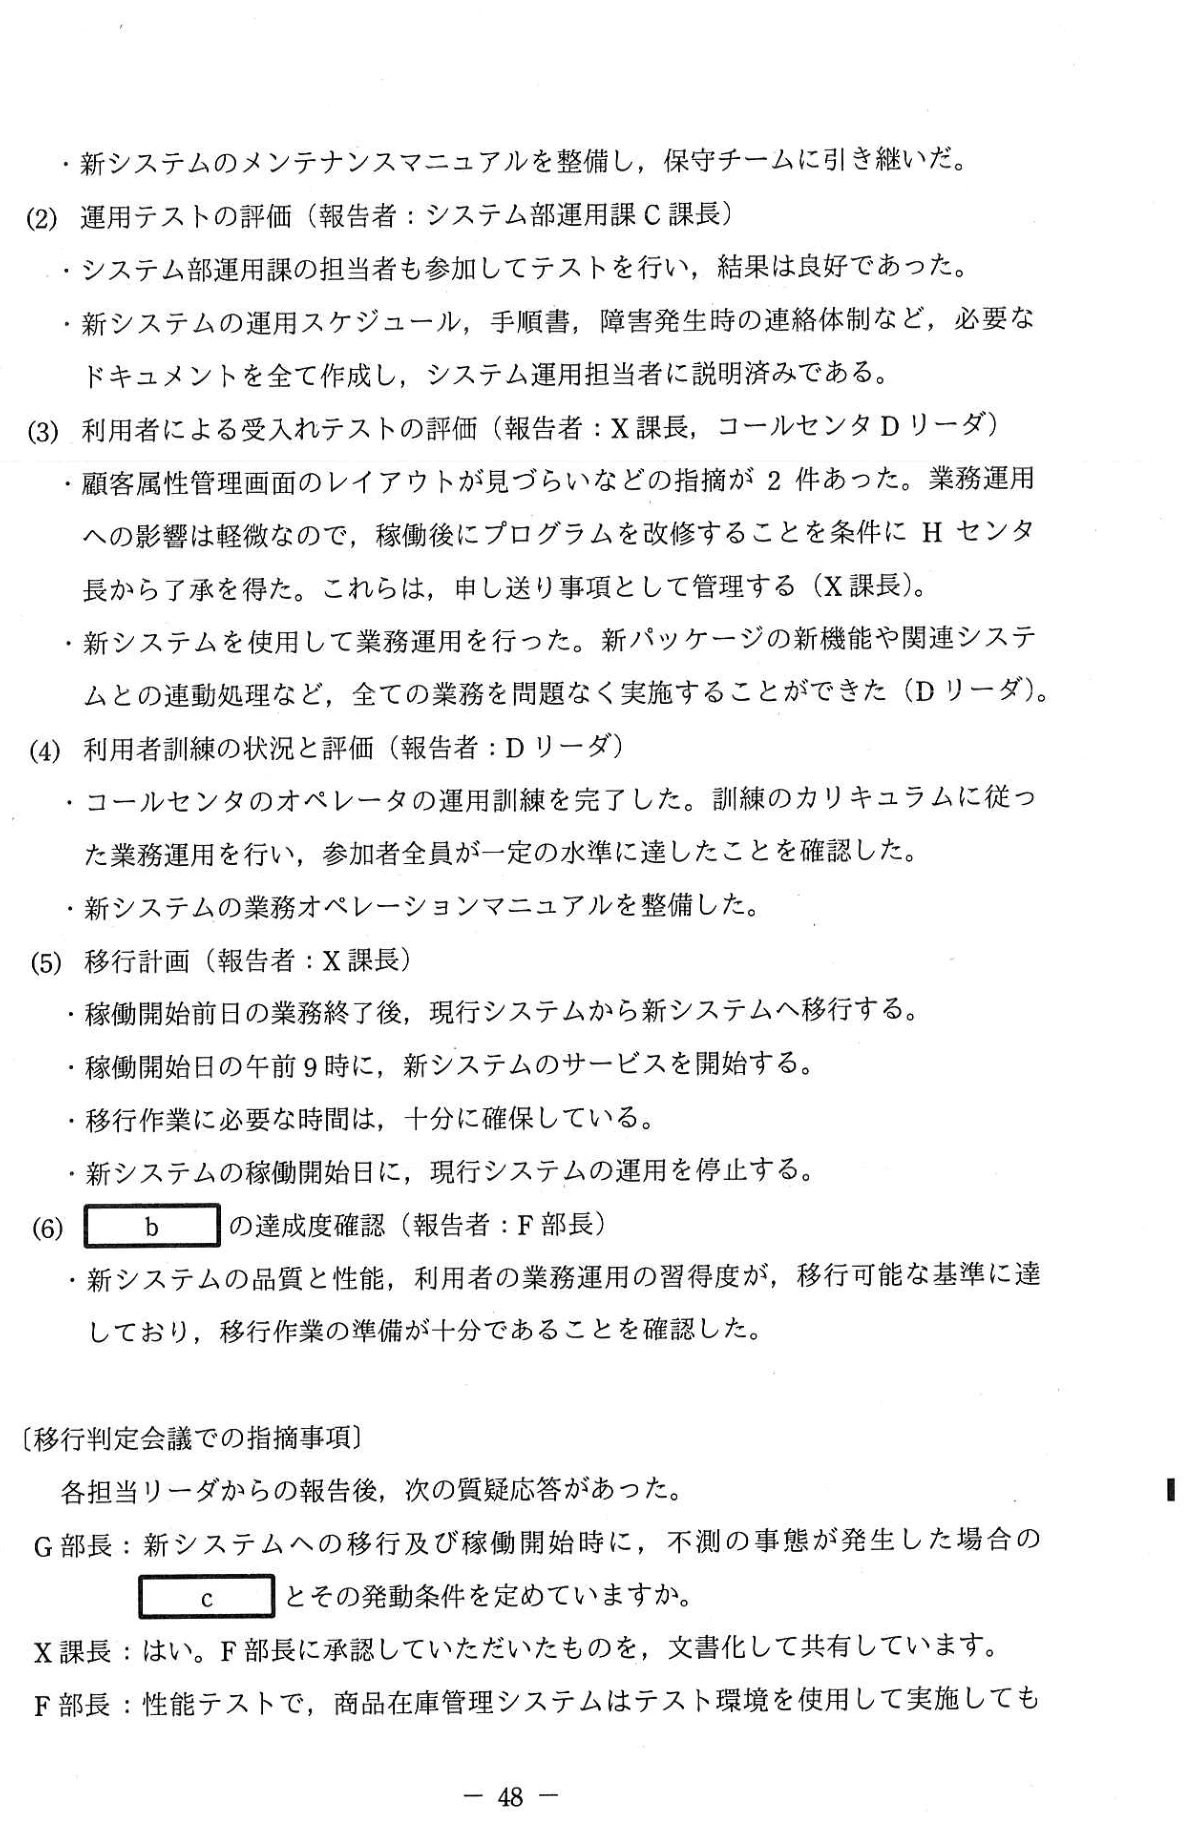 ・新システムのメンテナンスマニュアルを整備し，保守チームに引き継いだ。
(2) 運用テストの評価（報告者：システム部運用課 C 課長）
・システム部運用課の担当者も参加してテストを行い，結果は良好であった。
・新システムの運用スケジュール，手順書，障害発生時の連絡体制など，必要な
ドキュメントを全て作成し，システム運用担当者に説明済みである。
(3) 利用者による受入れテストの評価（報告者：X 課長，コールセンタ D リーダ）
・顧客属性管理画面のレイアウトが見づらいなどの指摘が 2 件あった。業務運用
への影響は軽微なので，稼働後にプログラムを改修することを条件に H センタ
長から了承を得た。これらは，申し送り事項として管理する（X 課長）。
・新システムを使用して業務運用を行った。新パッケージの新機能や関連システ
ムとの連動処理など，全ての業務を問題なく実施することができた（D リーダ）。
(4) 利用者訓練の状況と評価（報告者：D リーダ）
・コールセンタのオペレータの運用訓練を完了した。訓練のカリキュラムに従っ
た業務運用を行い，参加者全員が一定の水準に達したことを確認した。
・新システムの業務オペレーションマニュアルを整備した。
(5) 移行計画（報告者：X 課長）
・稼働開始前日の業務終了後，現行システムから新システムへ移行する。
・稼働開始日の午前 9 時に，新システムのサービスを開始する。
・移行作業に必要な時間は，十分に確保している。
・新システムの稼働開始日に，現行システムの運用を停止する。
(6) b の達成度確認（報告者：F 部長）
・新システムの品質と性能，利用者の業務運用の習得度が，移行可能な基準に達
しており，移行作業の準備が十分であることを確認した。
〔移行判定会議での指摘事項〕
各担当リーダからの報告後，次の質疑応答があった。
G 部長：新システムへの移行及び稼働開始時に，不測の事態が発生した場合の
c とその発動条件を定めていますか。
X 課長：はい。F 部長に承認していただいたものを，文書化して共有しています。
F 部長：性能テストで，商品在庫管理システムはテスト環境を使用して実施しても
－ 48 －